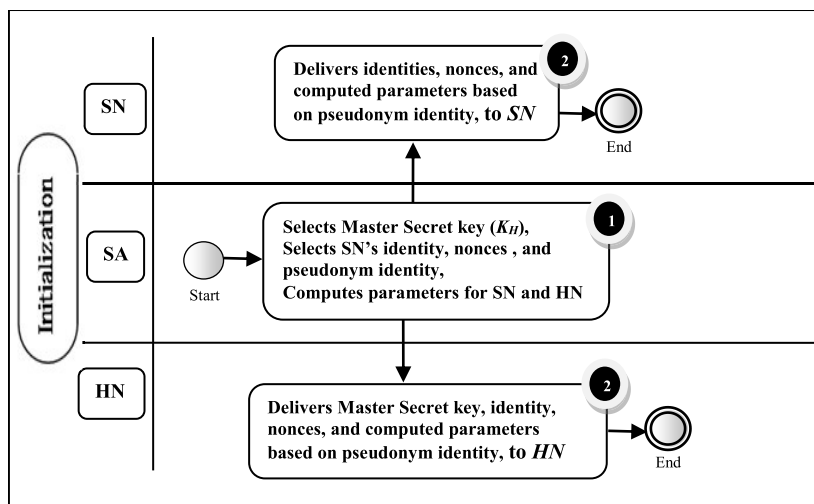 Initialization
SN
2
Delivers identities, nonces, and
computed parameters based
on pseudonym identity, to SN
End
SA
Start
1
Selects Master Secret key (K_H),
Selects SN's identity, nonces , and
pseudonym identity,
Computes parameters for SN and HN
HN
2
Delivers Master Secret key, identity,
nonces, and computed parameters
based on pseudonym identity, to HN
End